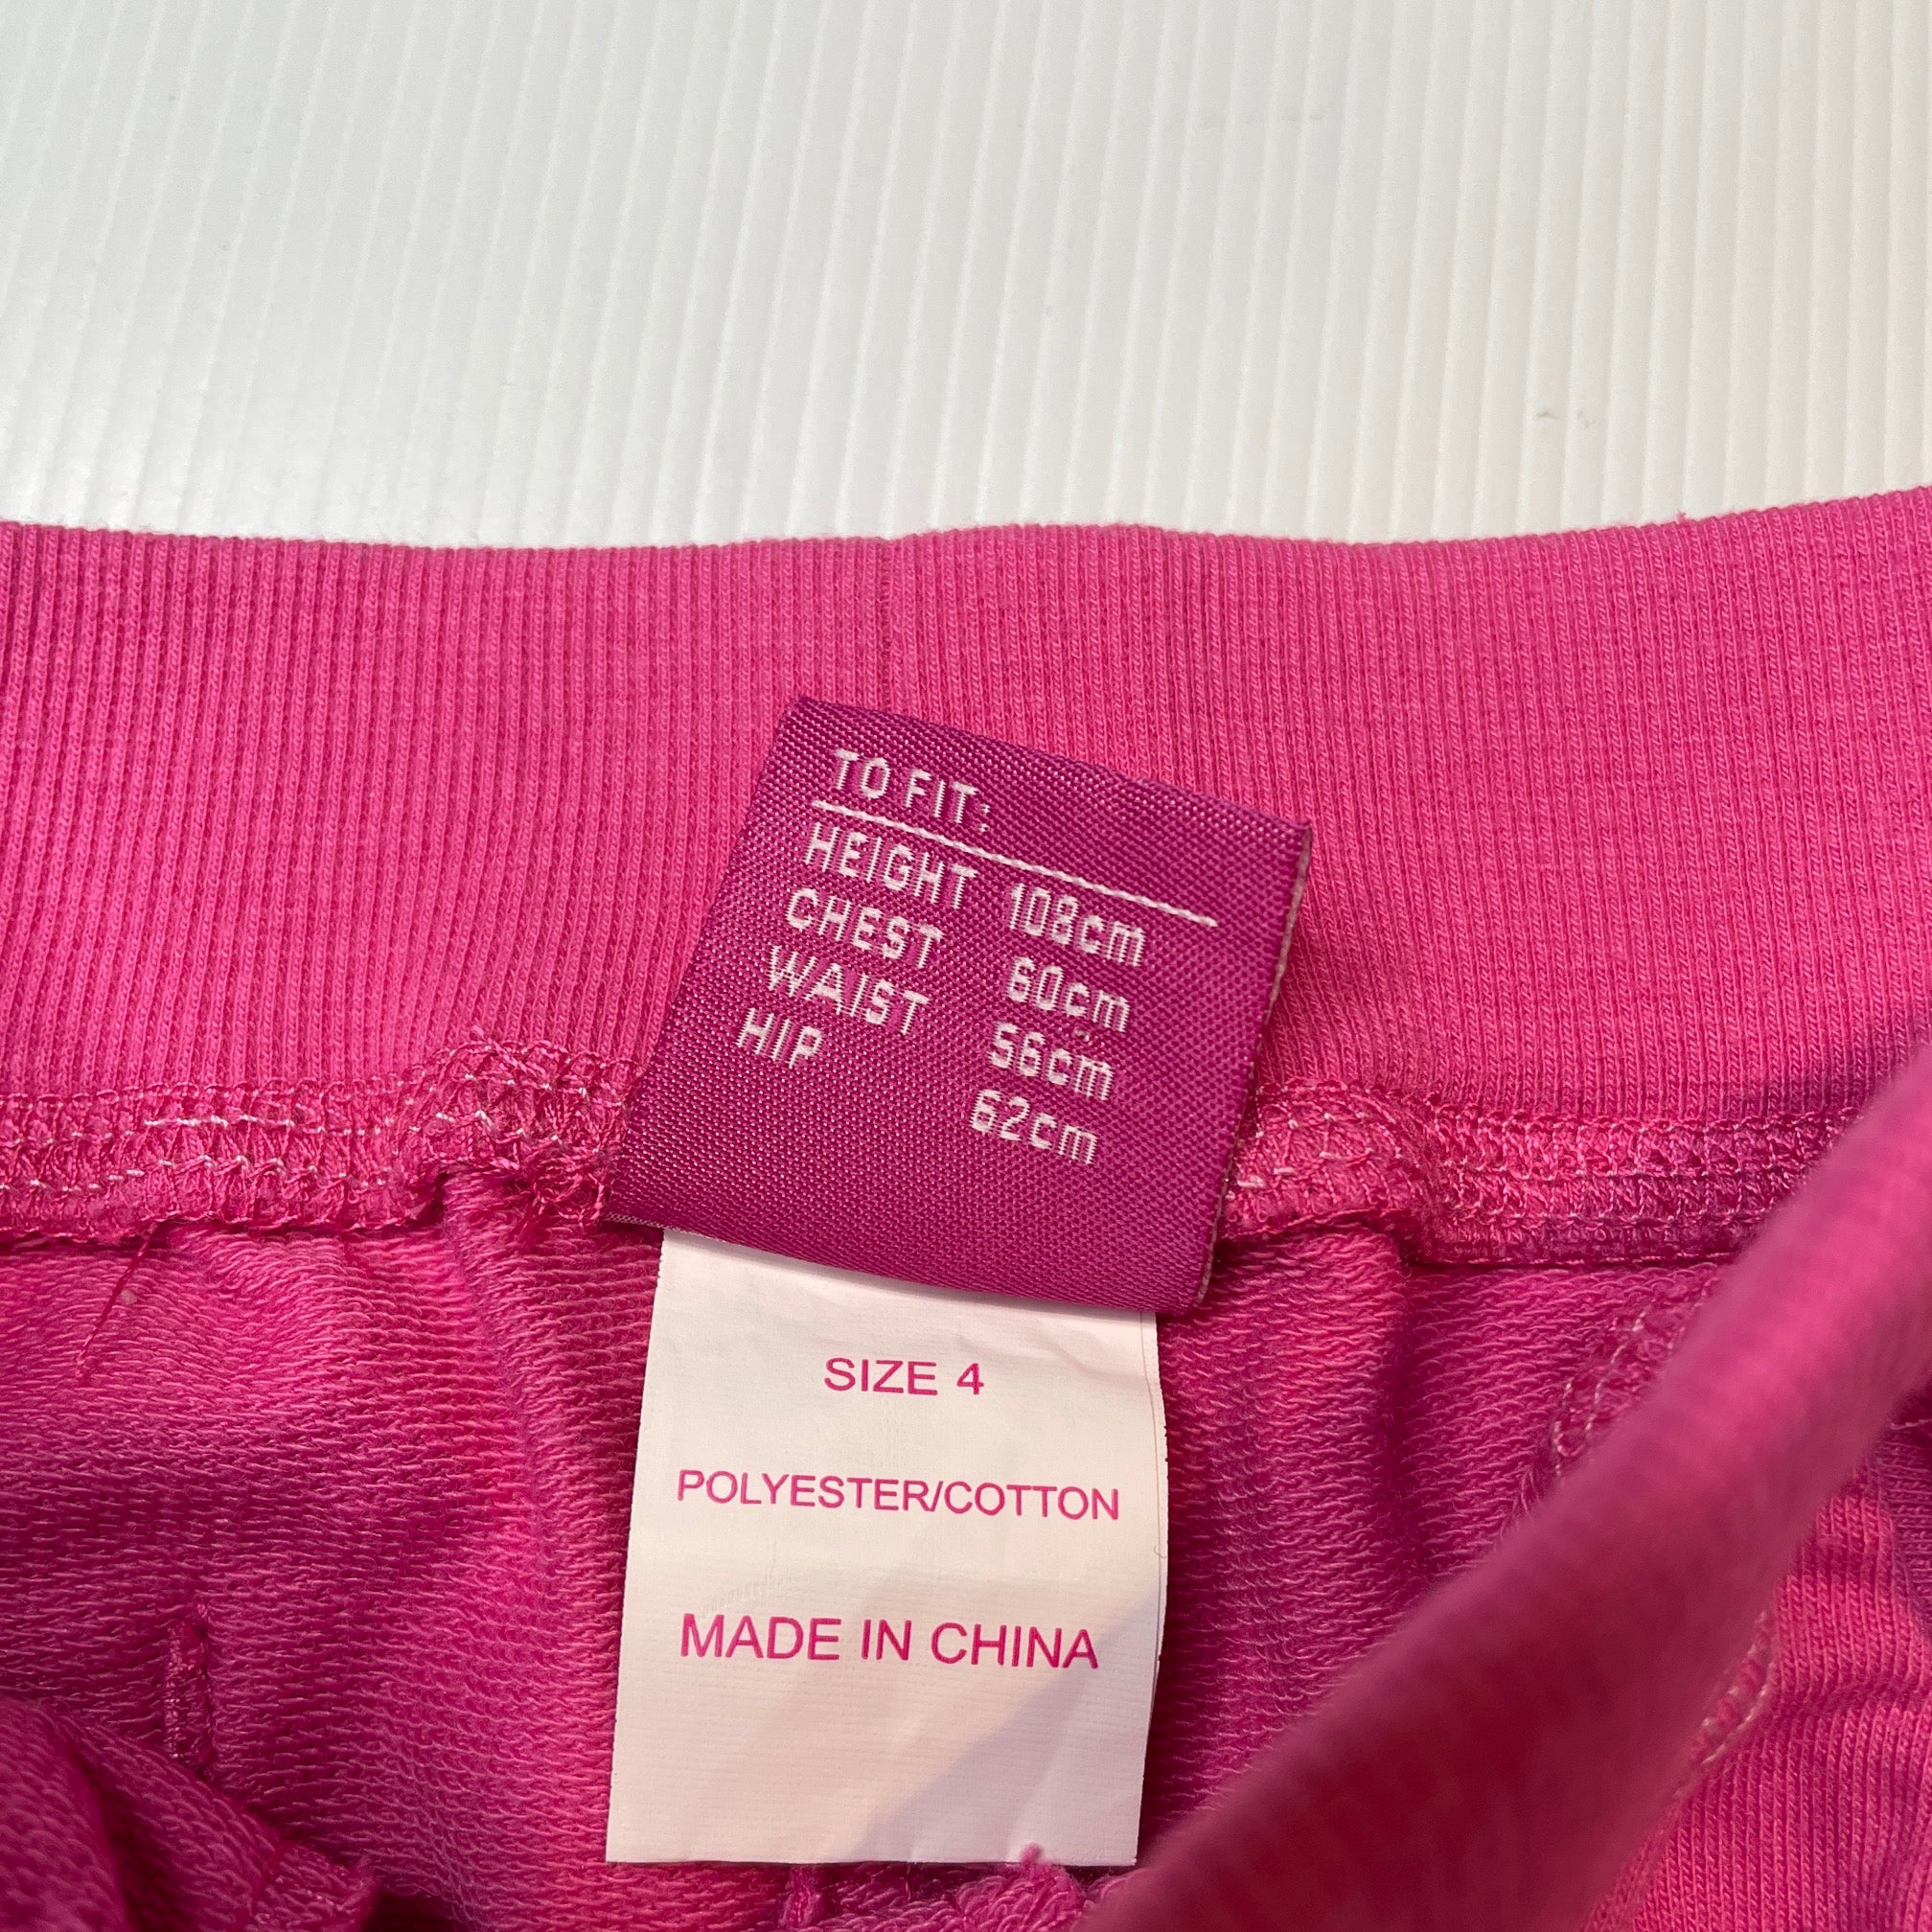 TO FIT:
HEIGHT 108cm
CHEST 60cm
WAIST 56cm
HIP 62cm
SIZE 4
POLYESTER/COTTON
MADE IN CHINA